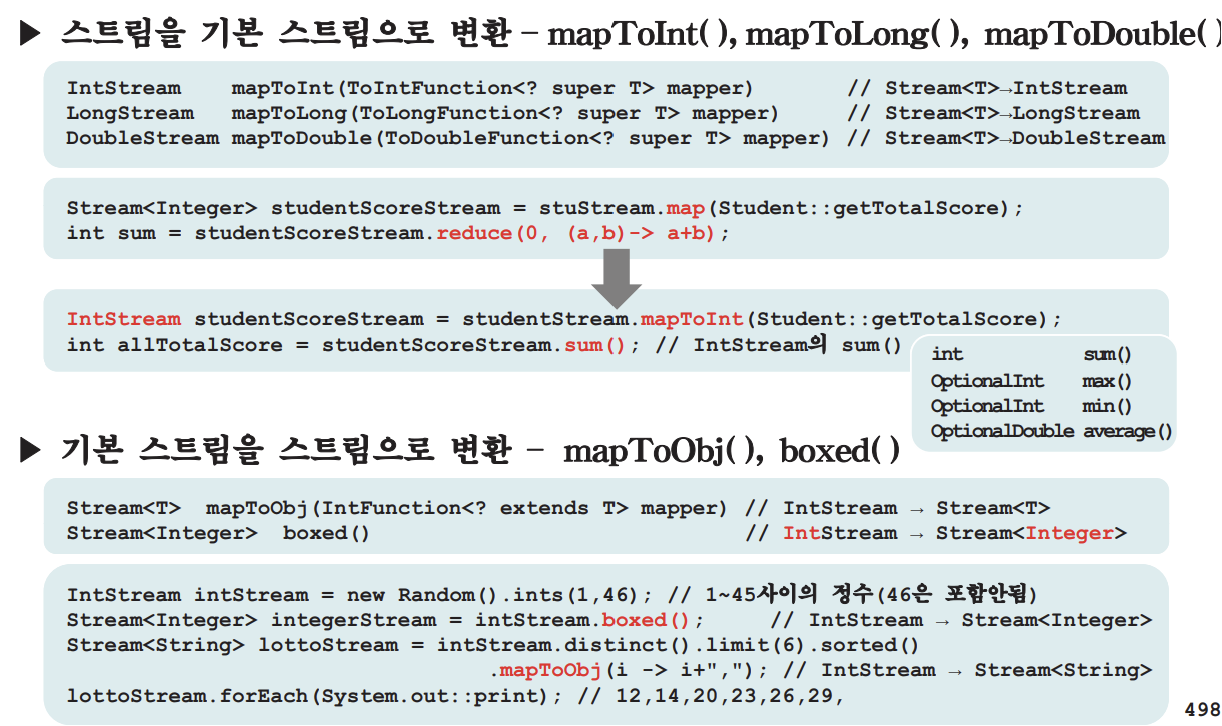 ▶ 스트림을 기본 스트림으로 변환 – mapToInt( ), mapToLong( ), mapToDouble( )
IntStream mapToInt(ToIntFunction<? super T> mapper) // Stream<T>→IntStream
LongStream mapToLong(ToLongFunction<? super T> mapper) // Stream<T>→LongStream
DoubleStream mapToDouble(ToDoubleFunction<? super T> mapper) // Stream<T>→DoubleStream
Stream<Integer> studentScoreStream = stuStream.map(Student::getTotalScore);
int sum = studentScoreStream.reduce(0, (a,b)-> a+b);
IntStream studentScoreStream = studentStream.mapToInt(Student::getTotalScore);
int allTotalScore = studentScoreStream.sum(); // IntStream의 sum()
int sum()
OptionalInt max()
OptionalInt min()
OptionalDouble average()
▶ 기본 스트림을 스트림으로 변환 – mapToObj( ), boxed( )
Stream<T> mapToObj(IntFunction<? extends T> mapper) // IntStream → Stream<T>
Stream<Integer> boxed() // IntStream → Stream<Integer>
IntStream intStream = new Random().ints(1,46); // 1~45사이의 정수(46은 포함안됨)
Stream<Integer> integerStream = intStream.boxed(); // IntStream → Stream<Integer>
Stream<String> lottoStream = intStream.distinct().limit(6).sorted()
.mapToObj(i -> i+","); // IntStream → Stream<String>
lottoStream.forEach(System.out::print); // 12,14,20,23,26,29,
498